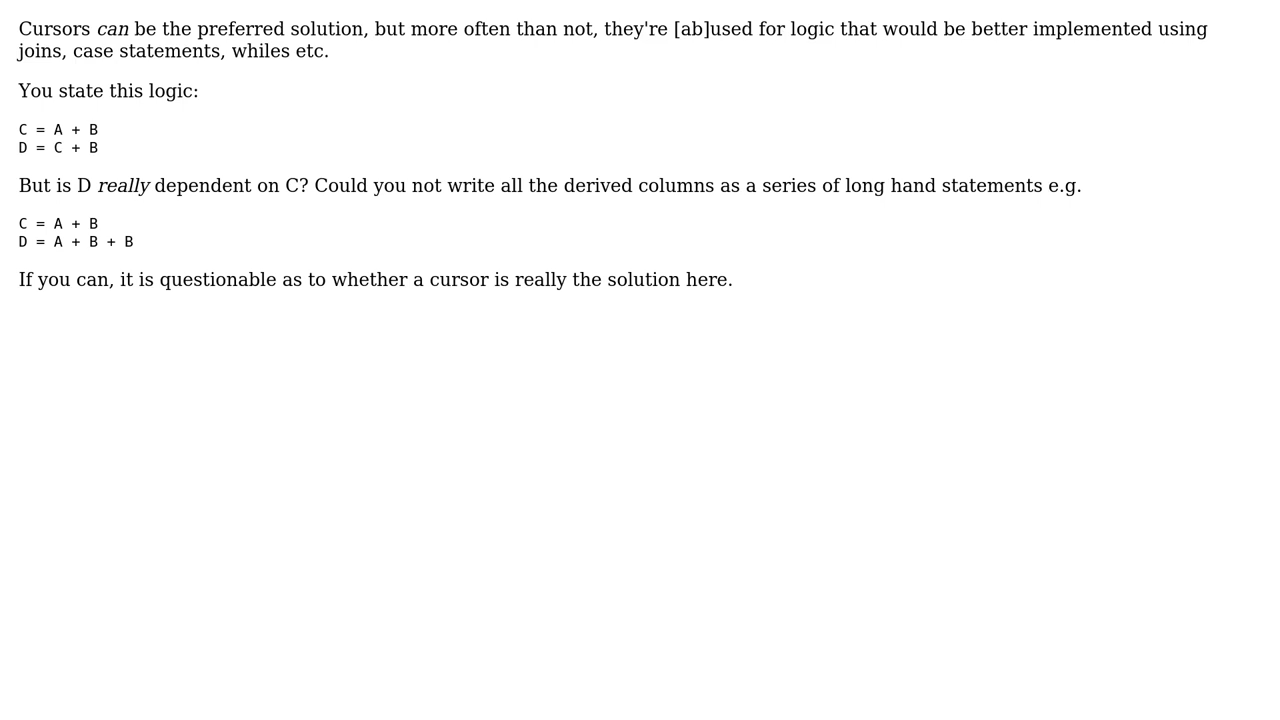 Cursors can be the preferred solution, but more often than not, they're [ab]used for logic that would be better implemented using
joins, case statements, whiles etc.
You state this logic:
C = A + B
D = C + B
But is D really dependent on C? Could you not write all the derived columns as a series of long hand statements e.g.
C = A + B
D = A + B + B
If you can, it is questionable as to whether a cursor is really the solution here.